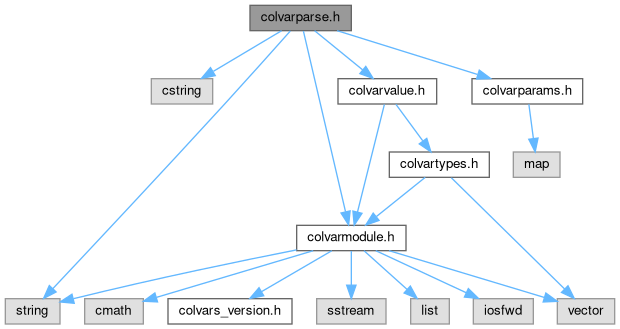 colvarparse.h
cstring
colvarvalue.h
colvarparams.h
colvartypes.h
map
colvarmodule.h
string
cmath
colvars_version.h
sstream
list
iosfwd
vector